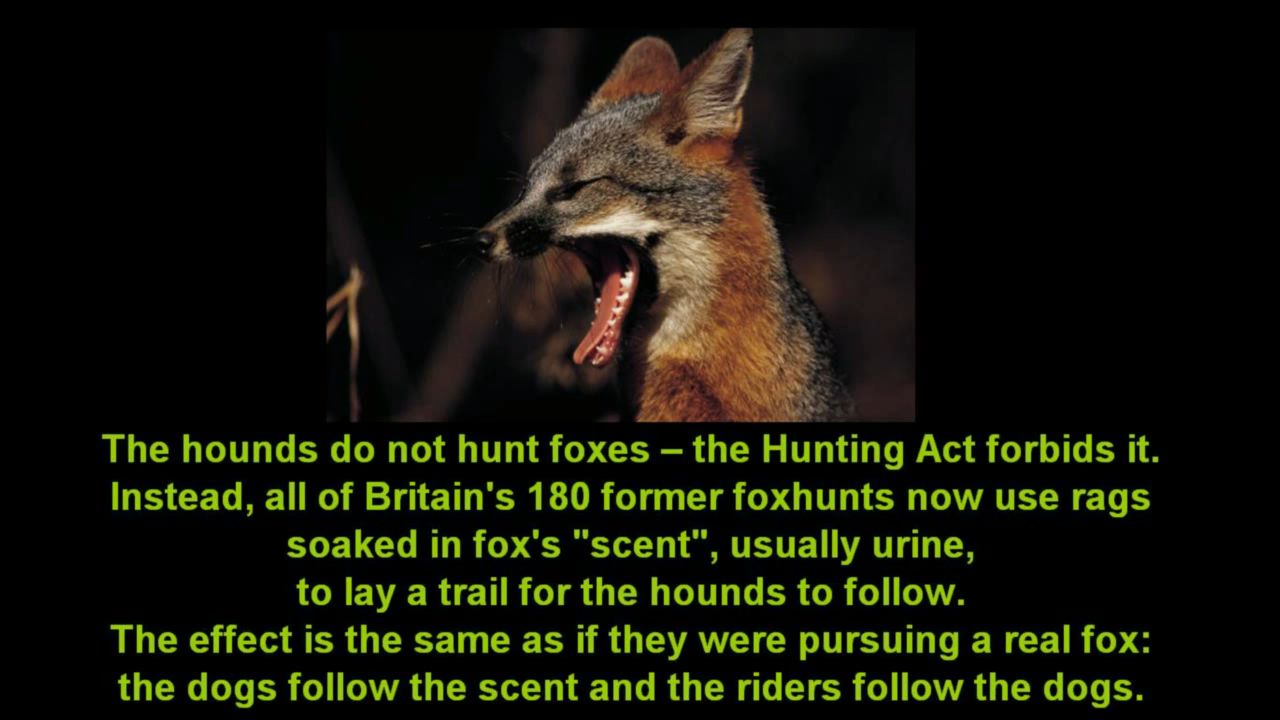 The hounds do not hunt foxes – the Hunting Act forbids it.
Instead, all of Britain's 180 former foxhunts now use rags
soaked in fox's "scent", usually urine,
to lay a trail for the hounds to follow.
The effect is the same as if they were pursuing a real fox:
the dogs follow the scent and the riders follow the dogs.